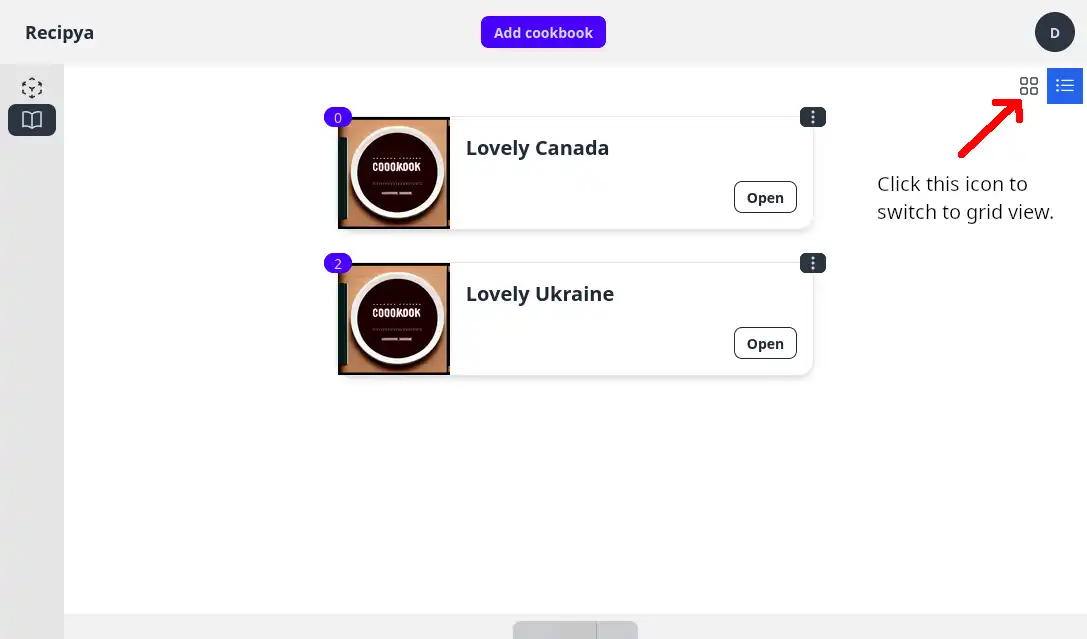 Recipya
Add cookbook
D
0
COOOKOOK
Lovely Canada
Open
Click this icon to
switch to grid view.
2
COOOKOOK
Lovely Ukraine
Open